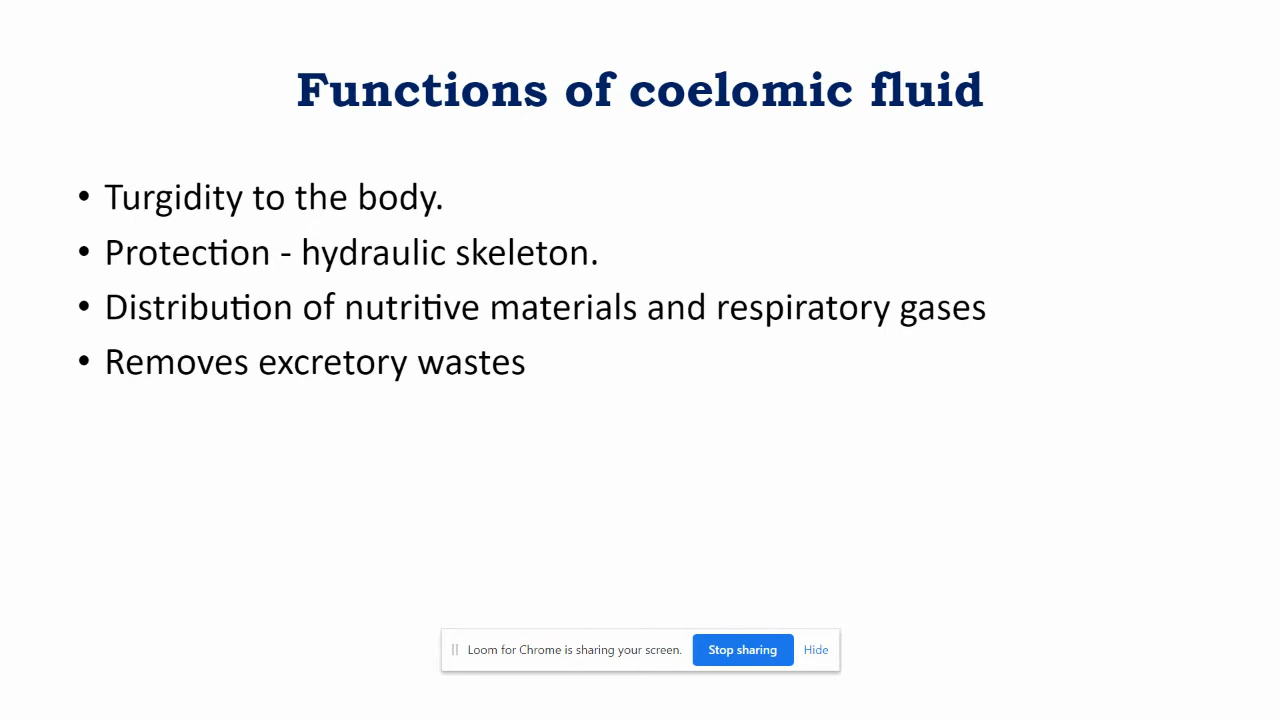 Functions of coelomic fluid
• Turgidity to the body.
• Protection - hydraulic skeleton.
• Distribution of nutritive materials and respiratory gases
• Removes excretory wastes
Loom for Chrome is sharing your screen. Stop sharing Hide